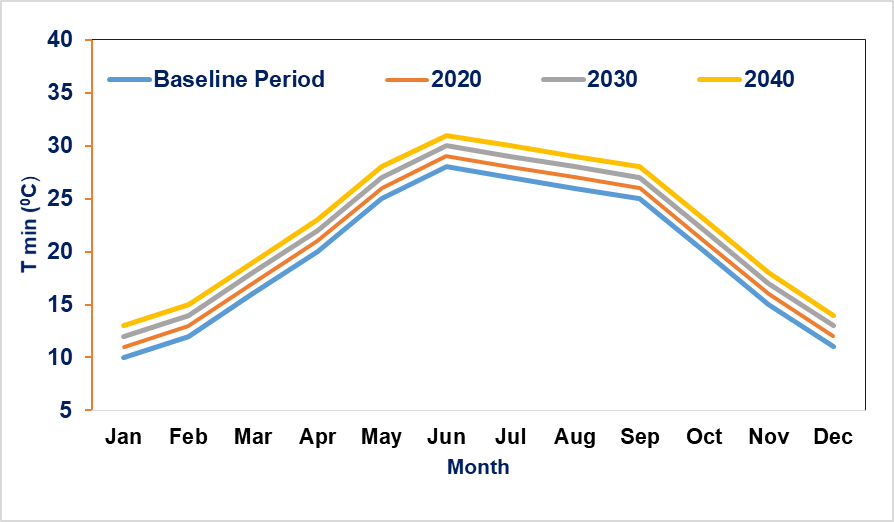 40
Baseline Period 2020 2030 2040
35
30
25
20
15
10
5
T min (⁰C)
Jan Feb Mar Apr May Jun Jul Aug Sep Oct Nov Dec
Month